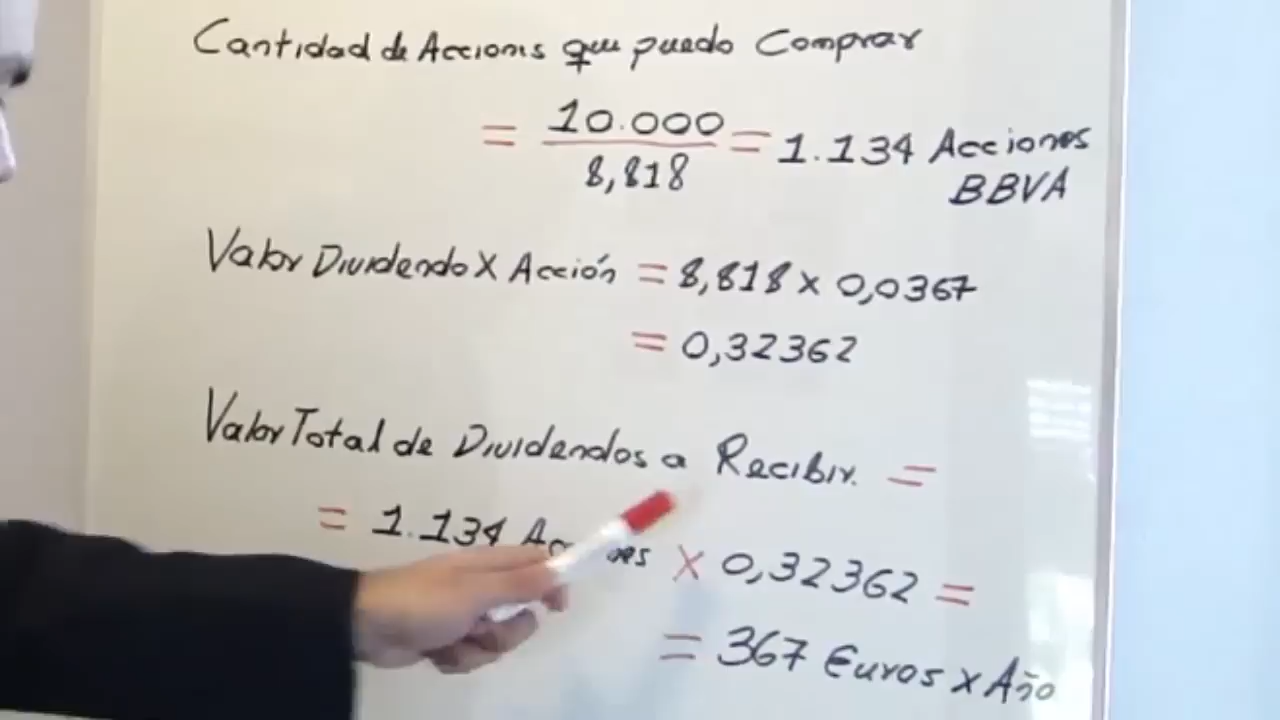 Cantidad de Acciones que puedo Comprar
= 10.000 / 8,818 = 1.134 Acciones
BBVA
Valor Dividendo X Acción = 8,818 x 0,0367
= 0,32362
Valor Total de Dividendos a Recibir. =
= 1.134 X 0,32362 =
= 367 Euros x Año